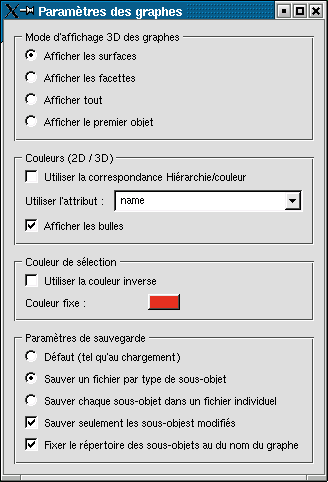 Paramètres des graphes
Mode d'affichage 3D des graphes
Afficher les surfaces
Afficher les facettes
Afficher tout
Afficher le premier objet
Couleurs (2D / 3D)
Utiliser la correspondance Hiérarchie/couleur
Utiliser l'attribut :
name
Afficher les bulles
Couleur de sélection
Utiliser la couleur inverse
Couleur fixe :
Paramètres de sauvegarde
Défaut (tel qu'au chargement)
Sauver un fichier par type de sous-objet
Sauver chaque sous-objet dans un fichier individuel
Sauver seulement les sous-objest modifiés
Fixer le répertoire des sous-objets au du nom du graphe